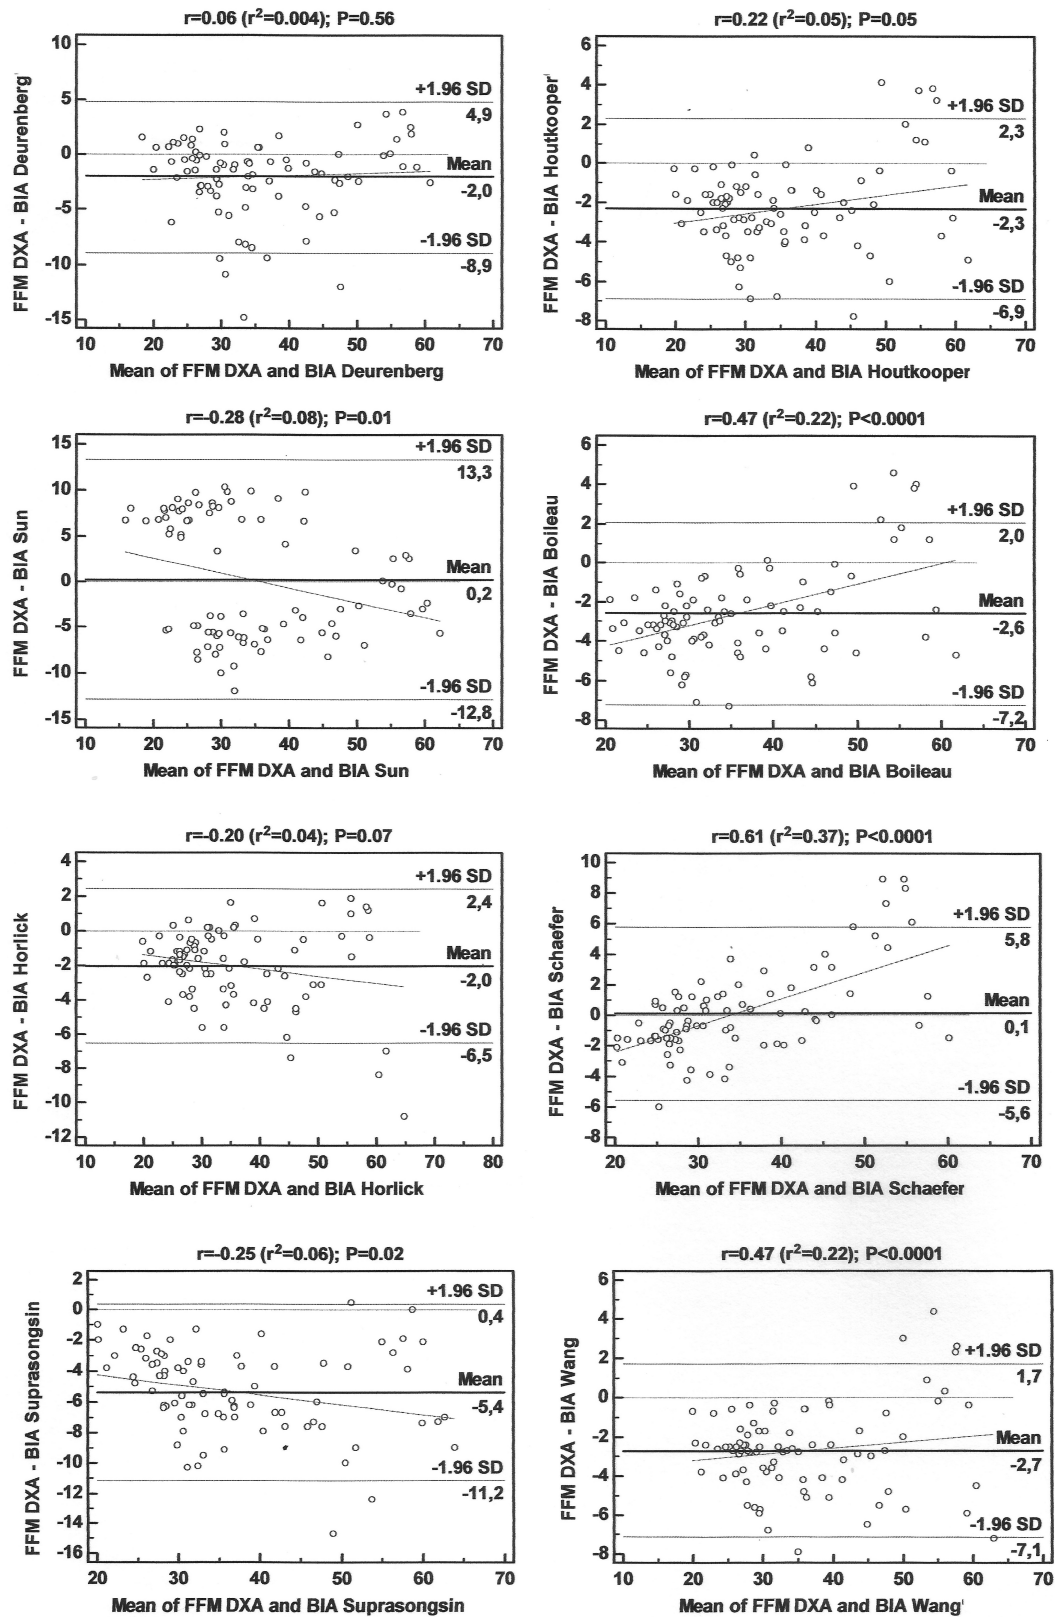 r=0.06 (r²=0.004); P=0.56
FFM DXA - BIA Deurenberg
10
5
0
-5
-10
-15
+1.96 SD
4,9
Mean
-2,0
-1.96 SD
-8,9
10 20 30 40 50 60 70
Mean of FFM DXA and BIA Deurenberg
r=0.22 (r²=0.05); P=0.05
FFM DXA - BIA Houtkooper
6
4
2
0
-2
-4
-6
-8
+1.96 SD
2,3
Mean
-2,3
-1.96 SD
-6,9
10 20 30 40 50 60 70
Mean of FFM DXA and BIA Houtkooper
r=-0.28 (r²=0.08); P=0.01
FFM DXA - BIA Sun
15
10
5
0
-5
-10
-15
+1.96 SD
13,3
Mean
0,2
-1.96 SD
-12,8
10 20 30 40 50 60 70
Mean of FFM DXA and BIA Sun
r=0.47 (r²=0.22); P<0.0001
FFM DXA - BIA Boileau
6
4
2
0
-2
-4
-6
-8
+1.96 SD
2,0
Mean
-2,6
-1.96 SD
-7,2
20 30 40 50 60 70
Mean of FFM DXA and BIA Boileau
r=-0.20 (r²=0.04); P=0.07
FFM DXA - BIA Horlick
4
2
0
-2
-4
-6
-8
-10
-12
+1.96 SD
2,4
Mean
-2,0
-1.96 SD
-6,5
10 20 30 40 50 60 70 80
Mean of FFM DXA and BIA Horlick
r=0.61 (r²=0.37); P<0.0001
FFM DXA - BIA Schaefer
10
8
6
4
2
0
-2
-4
-6
-8
+1.96 SD
5,8
Mean
0,1
-1.96 SD
-5,6
20 30 40 50 60 70
Mean of FFM DXA and BIA Schaefer
r=-0.25 (r²=0.06); P=0.02
FFM DXA - BIA Suprasongsin
2
0
-2
-4
-6
-8
-10
-12
-14
-16
+1.96 SD
0,4
Mean
-5,4
-1.96 SD
-11,2
20 30 40 50 60 70
Mean of FFM DXA and BIA Suprasongsin
r=0.47 (r²=0.22); P<0.0001
FFM DXA - BIA Wang
6
4
2
0
-2
-4
-6
-8
+1.96 SD
1,7
Mean
-2,7
-1.96 SD
-7,1
10 20 30 40 50 60 70
Mean of FFM DXA and BIA Wang